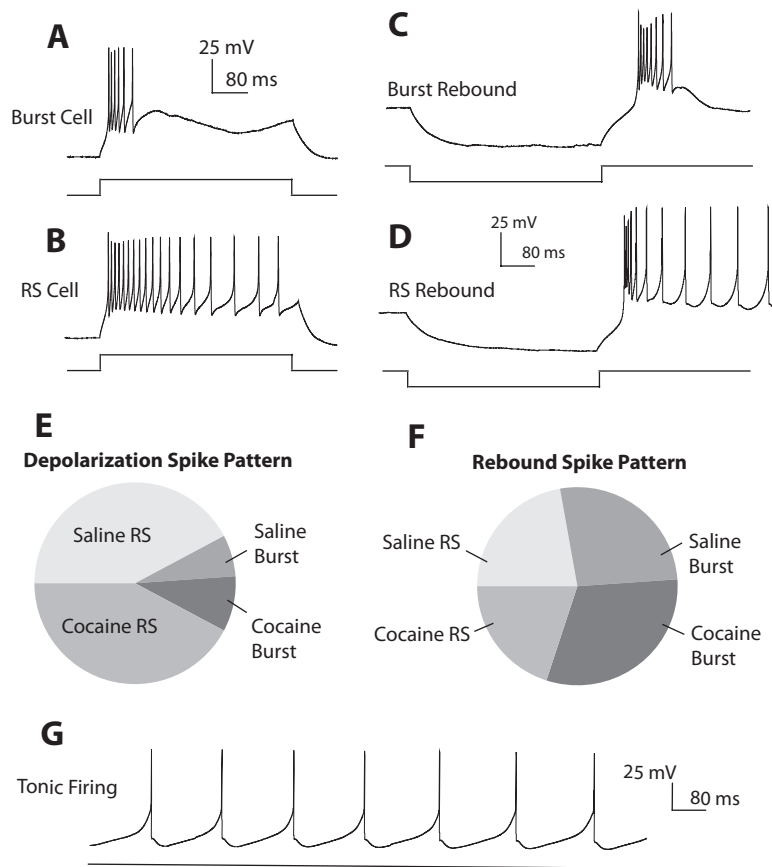 A
25 mV
80 ms
Burst Cell
B
RS Cell
C
Burst Rebound
D
25 mV
80 ms
RS Rebound
E
Depolarization Spike Pattern
Saline RS
Saline
Burst
Cocaine RS
Cocaine
Burst
F
Rebound Spike Pattern
Saline RS
Saline
Burst
Cocaine RS
Cocaine
Burst
G
Tonic Firing
25 mV
80 ms